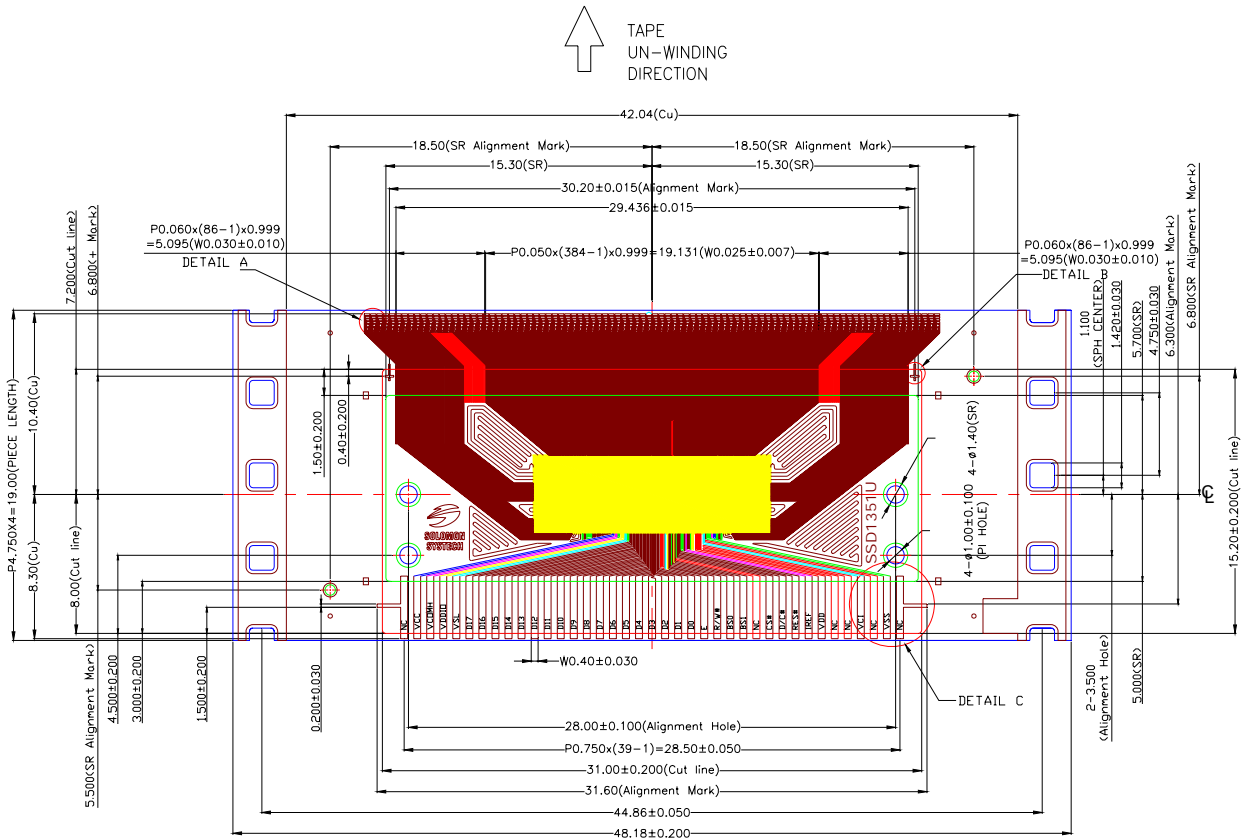 TAPE
UN-WINDING
DIRECTION
42.04(Cu)
18.50(SR Alignment Mark)
18.50(SR Alignment Mark)
15.30(SR)
15.30(SR)
30.20±0.015(Alignment Mark)
29.436±0.015
P0.060x(86-1)x0.999
=5.095(W0.030±0.010)
P0.050x(384-1)x0.999=19.131(W0.025±0.007)
P0.060x(86-1)x0.999
=5.095(W0.030±0.010)
DETAIL A
DETAIL B
7.200(Cut line)
6.800(+ Mark)
P4.750X4=19.00(PIECE LENGTH)
10.40(Cu)
8.30(Cu)
8.00(Cut line)
1.50±0.200
0.40±0.200
1.100
(SPH CENTER)
1.420±0.030
5.700(SR)
4.750±0.030
6.300(Alignment Mark)
6.800(SR Alignment Mark)
15.20±0.200(Cut line)
4-ø1.40(SR)
4-ø1.00±0.100
(PI HOLE)
SSD1351U
SOLOMON
SYSTECH
5.500(SR Alignment Mark)
4.500±0.200
3.000±0.200
1.500±0.200
0.200±0.030
NC
VCC
VCOMH
VDDIO
VSL
D17
D16
D15
D14
D13
D12
D11
D10
D9
D8
D7
D6
D5
D4
D3
D2
D1
D0
E
R/W#
BS0
BS1
NC
CS#
D/C#
RES#
IREF
VDD
NC
NC
VCI
NC
VSS
NC
W0.40±0.030
2-3.500
(Alignment Hole)
5.000(SR)
DETAIL C
28.00±0.100(Alignment Hole)
P0.750x(39-1)=28.50±0.050
31.00±0.200(Cut line)
31.60(Alignment Mark)
44.86±0.050
48.18±0.200